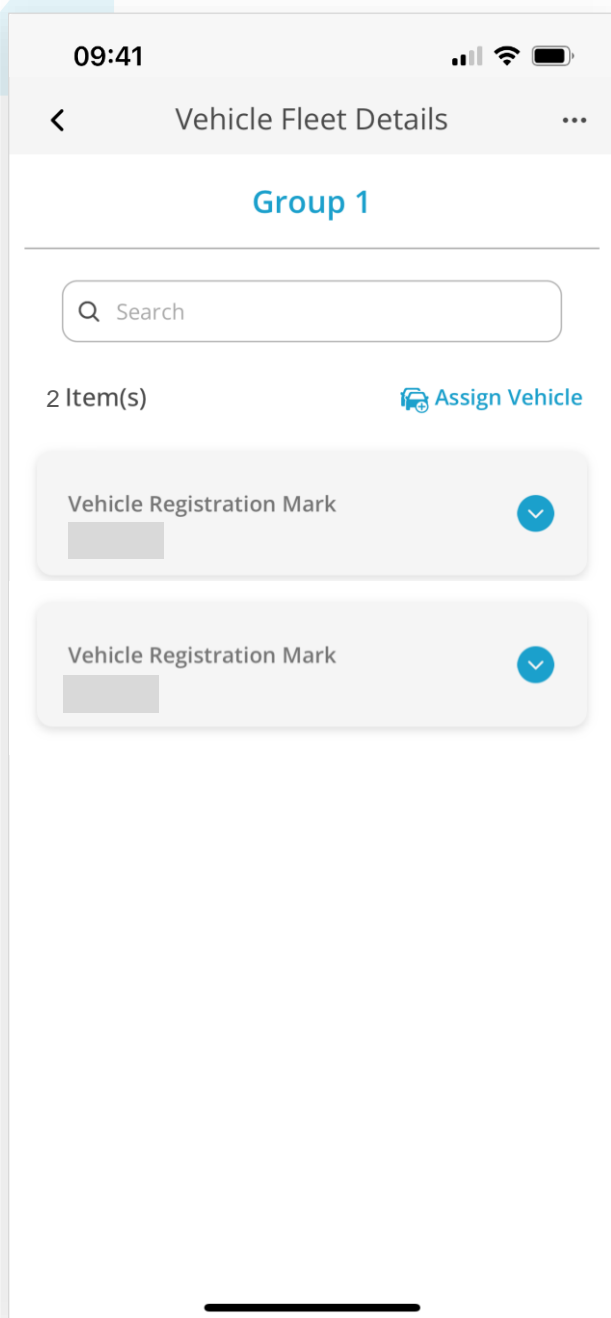 09:41
Vehicle Fleet Details
Group 1
Search
2 Item(s)
Assign Vehicle
Vehicle Registration Mark
Vehicle Registration Mark